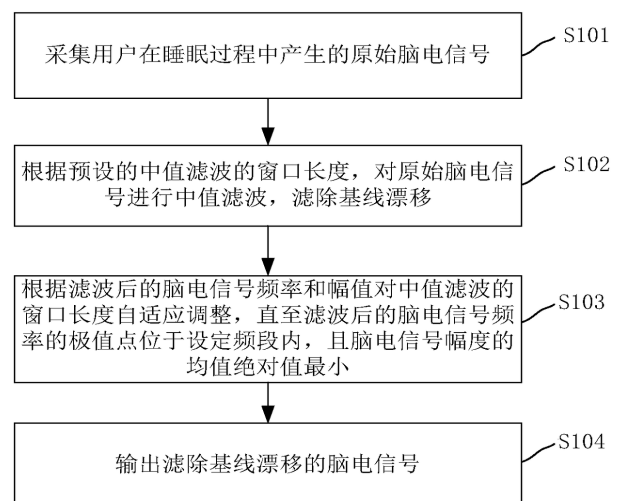 采集用户在睡眠过程中产生的原始脑电信号
S101
根据预设的中值滤波的窗口长度，对原始脑电信
号进行中值滤波，滤除基线漂移
S102
根据滤波后的脑电信号频率和幅值对中值滤波的
窗口长度自适应调整，直至滤波后的脑电信号频
率的极值点位于设定频段内，且脑电信号幅度的
均值绝对值最小
S103
输出滤除基线漂移的脑电信号
S104